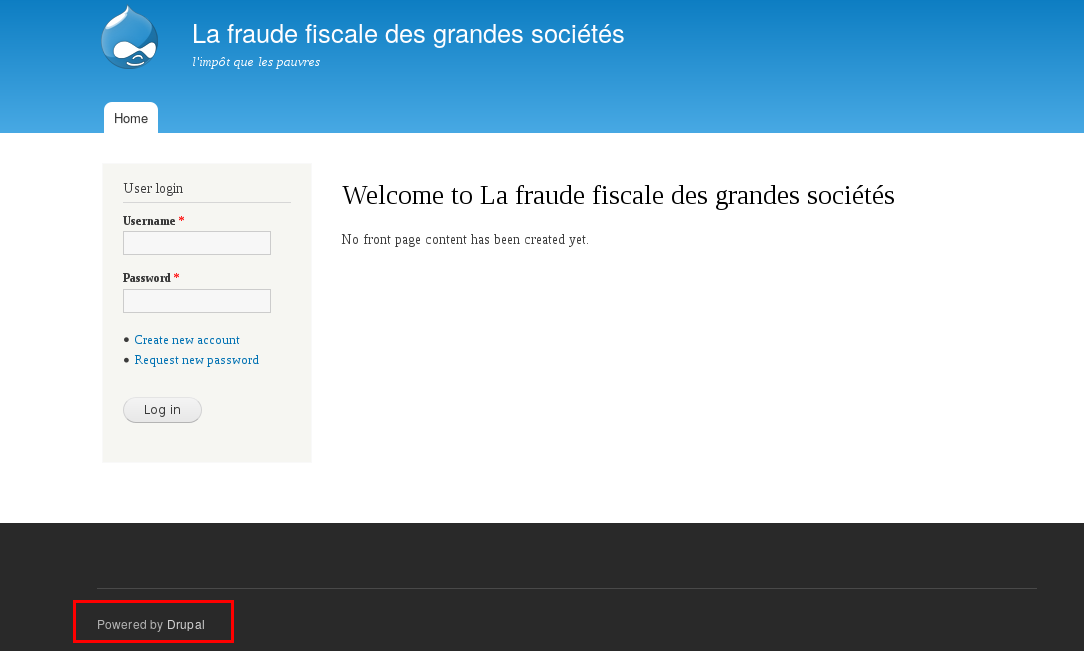 La fraude fiscale des grandes sociétés
l'impôt que les pauvres
Home
User login
Username *
Password *
Create new account
Request new password
Log in
Welcome to La fraude fiscale des grandes sociétés
No front page content has been created yet.
Powered by Drupal